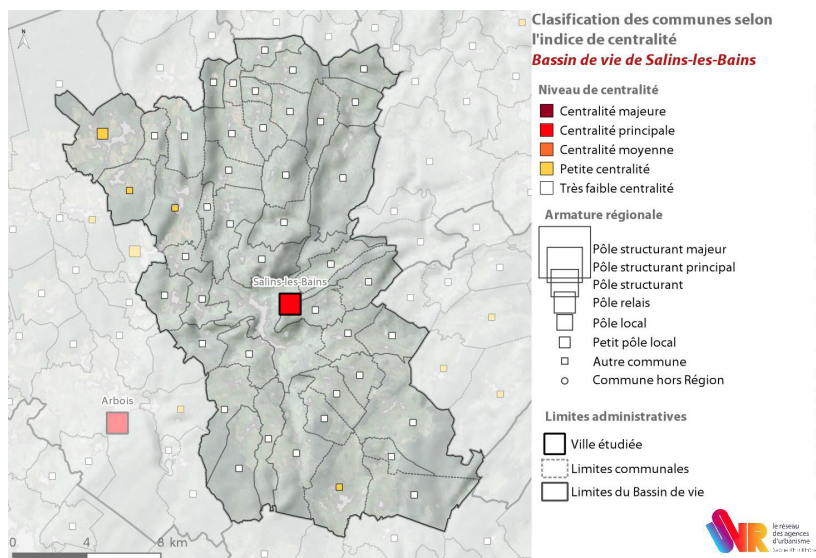 Clasification des communes selon
l'indice de centralité
Bassin de vie de Salins-les-Bains
Niveau de centralité
Centralité majeure
Centralité principale
Centralité moyenne
Petite centralité
Très faible centralité
Armature régionale
Pôle structurant majeur
Pôle structurant principal
Pôle structurant
Pôle relais
Pôle local
Petit pôle local
Autre commune
Commune hors Région
Limites administratives
Ville étudiée
Limites communales
Limites du Bassin de vie
N
Salins-les-Bains
Arbois
0 4 8 km
le réseau
des agences
d'urbanisme